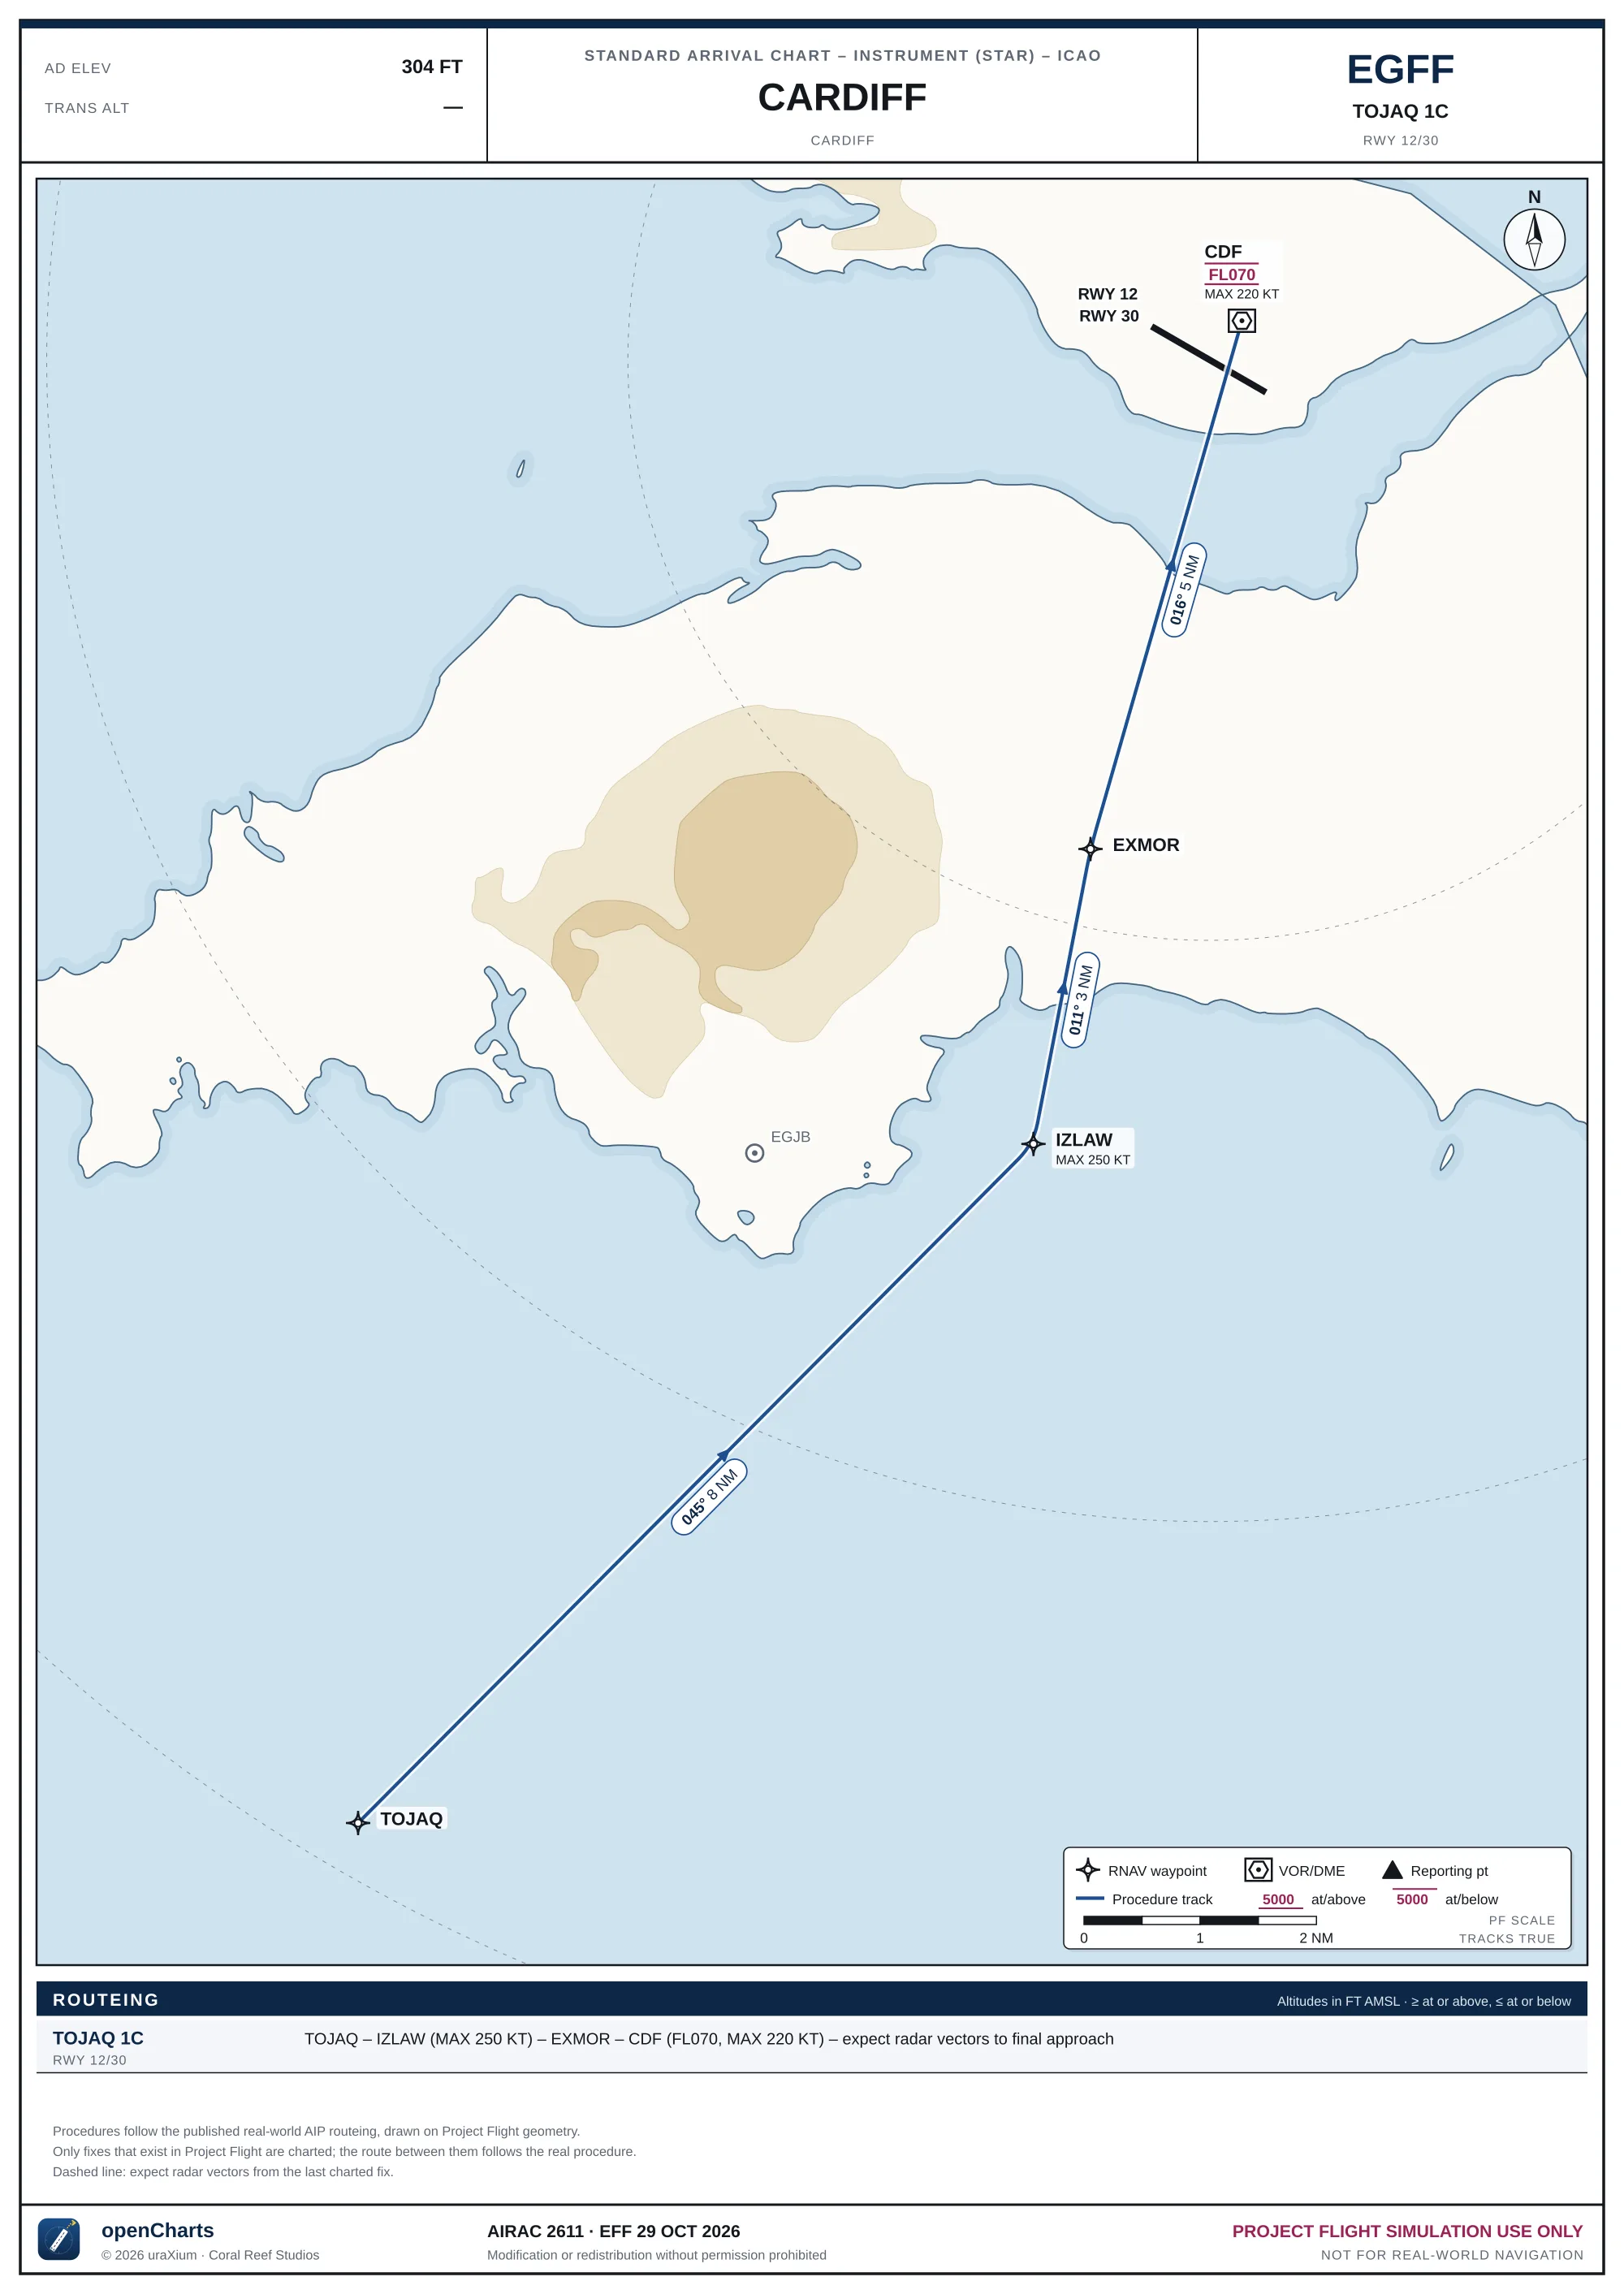 AD ELEV 304 FT
TRANS ALT —
STANDARD ARRIVAL CHART – INSTRUMENT (STAR) – ICAO
CARDIFF
CARDIFF
EGFF
TOJAQ 1C
RWY 12/30
N
CDF
FL070
MAX 220 KT
RWY 12
RWY 30
016° 5 NM
EXMOR
011° 3 NM
EGJB
IZLAW
MAX 250 KT
045° 8 NM
TOJAQ
RNAV waypoint VOR/DME Reporting pt
Procedure track 5000 at/above 5000 at/below
PF SCALE
0 1 2 NM TRACKS TRUE
ROUTEING Altitudes in FT AMSL · ≥ at or above, ≤ at or below
TOJAQ 1C TOJAQ – IZLAW (MAX 250 KT) – EXMOR – CDF (FL070, MAX 220 KT) – expect radar vectors to final approach
RWY 12/30
Procedures follow the published real-world AIP routeing, drawn on Project Flight geometry.
Only fixes that exist in Project Flight are charted; the route between them follows the real procedure.
Dashed line: expect radar vectors from the last charted fix.
openCharts AIRAC 2611 · EFF 29 OCT 2026 PROJECT FLIGHT SIMULATION USE ONLY
© 2026 uraXium · Coral Reef Studios Modification or redistribution without permission prohibited NOT FOR REAL-WORLD NAVIGATION